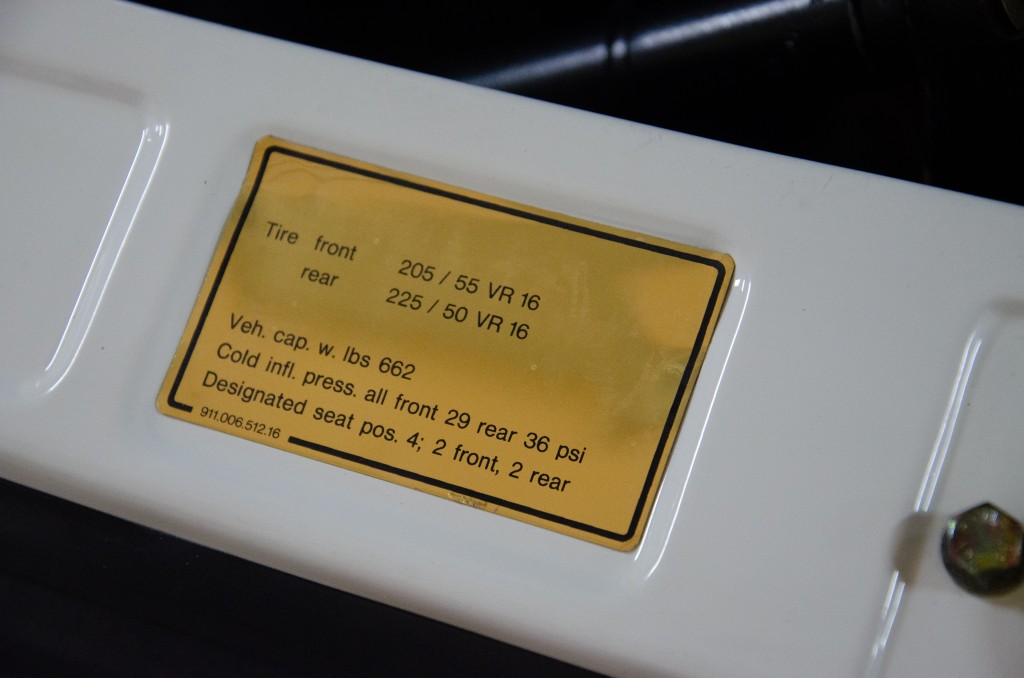 Tire front 205 / 55 VR 16
rear 225 / 50 VR 16
Veh. cap. w. lbs 662
Cold infl. press. all front 29 rear 36 psi
Designated seat pos. 4; 2 front, 2 rear
911.006.512.16